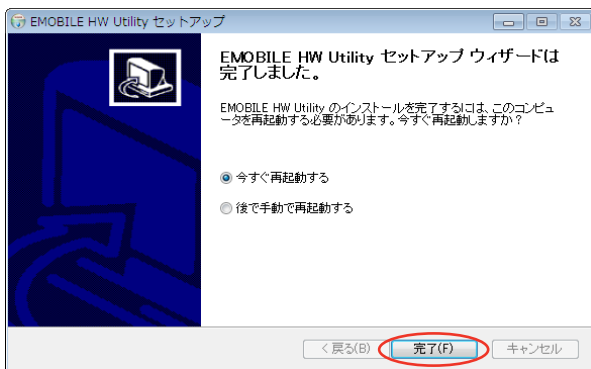 EMOBILE HW Utility セットアップ
EMOBILE HW Utility セットアップ ウィザードは
完了しました。
EMOBILE HW Utility のインストールを完了するには、このコンピュ
ータを再起動する必要があります。今すぐ再起動しますか？
今すぐ再起動する
後で手動で再起動する
< 戻る(B)
完了(F)
キャンセル